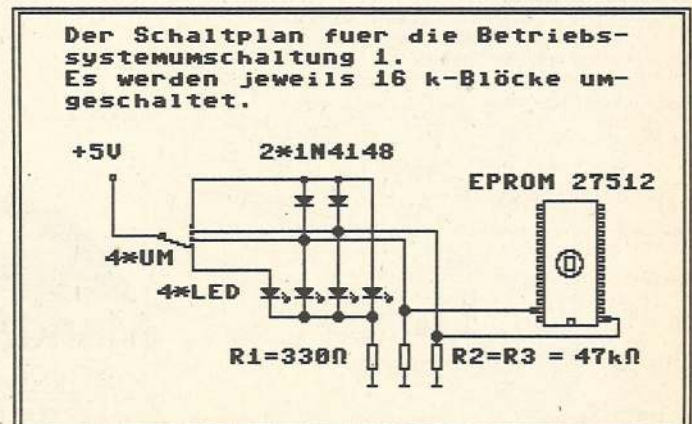 Der Schaltplan fuer die Betriebs-
systemumschaltung 1.
Es werden jeweils 16 k-Blöcke um-
geschaltet.
+5V
2*1N4148
EPROM 27512
4*UM
4*LED
R1=330Ω
R2=R3 = 47kΩ